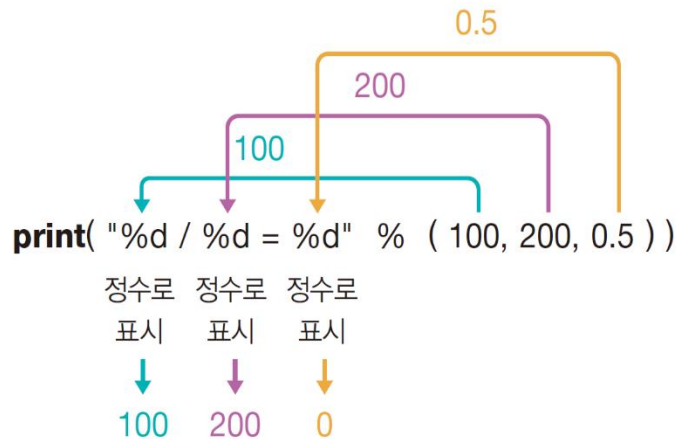 0.5
200
100
print( "%d / %d = %d" % ( 100, 200, 0.5 ) )
정수로 정수로 정수로
표시 표시 표시
100 200 0